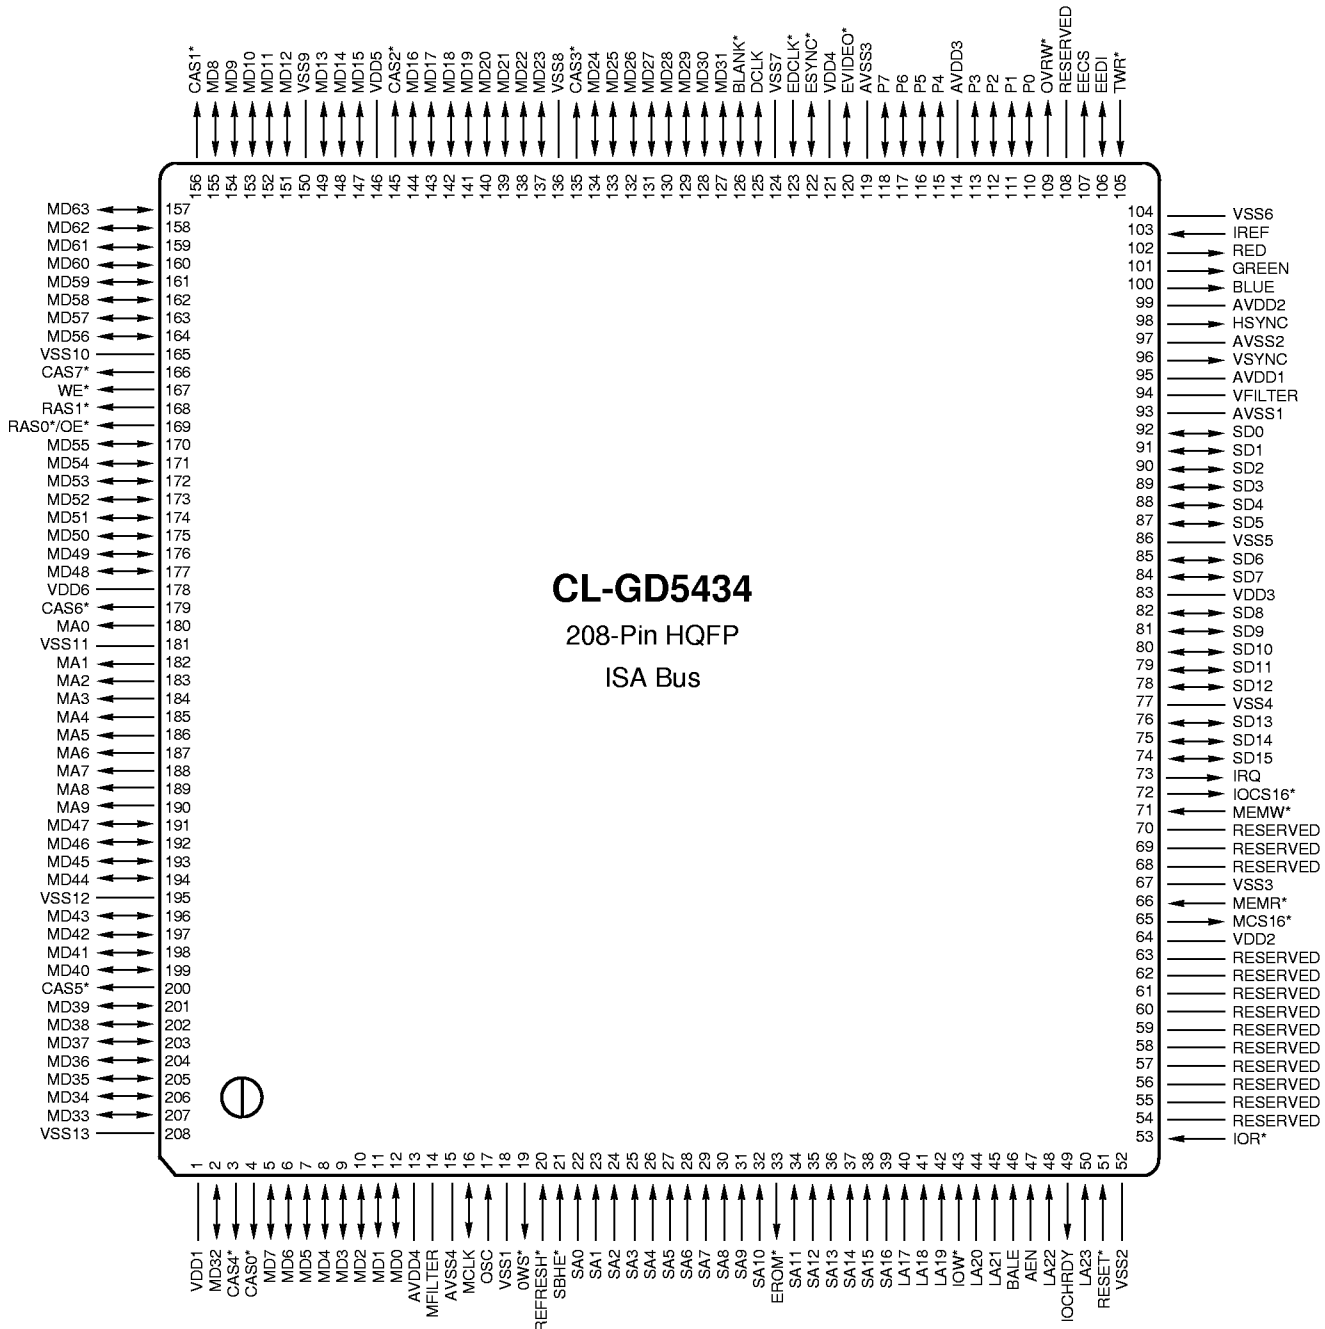 CAS1* MD8 MD9 MD10 MD11 MD12 VSS9 MD13 MD14 MD15 VDD5 CAS2* MD16 MD17 MD18 MD19 MD20 MD21 MD22 MD23 VSS8 CAS3* MD24 MD25 MD26 MD27 MD28 MD29 MD30 MD31 BLANK* DCLK VSS7 EDCLK* ESYNC* VDD4 EVIDEO* AVSS3 P7 P6 P5 P4 AVDD3 P3 P2 P1 P0 OVRW* RESERVED EECS EEDI TWR*
156 155 154 153 152 151 150 149 148 147 146 145 144 143 142 141 140 139 138 137 136 135 134 133 132 131 130 129 128 127 126 125 124 123 122 121 120 119 118 117 116 115 114 113 112 111 110 109 108 107 106 105
MD63 157
MD62 158
MD61 159
MD60 160
MD59 161
MD58 162
MD57 163
MD56 164
VSS10 165
CAS7* 166
WE* 167
RAS1* 168
RAS0*/OE* 169
MD55 170
MD54 171
MD53 172
MD52 173
MD51 174
MD50 175
MD49 176
MD48 177
VDD6 178
CAS6* 179
MA0 180
VSS11 181
MA1 182
MA2 183
MA3 184
MA4 185
MA5 186
MA6 187
MA7 188
MA8 189
MA9 190
MD47 191
MD46 192
MD45 193
MD44 194
VSS12 195
MD43 196
MD42 197
MD41 198
MD40 199
CAS5* 200
MD39 201
MD38 202
MD37 203
MD36 204
MD35 205
MD34 206
MD33 207
VSS13 208
CL-GD5434
208-Pin HQFP
ISA Bus
104 VSS6
103 IREF
102 RED
101 GREEN
100 BLUE
99 AVDD2
98 HSYNC
97 AVSS2
96 VSYNC
95 AVDD1
94 VFILTER
93 AVSS1
92 SD0
91 SD1
90 SD2
89 SD3
88 SD4
87 SD5
86 VSS5
85 SD6
84 SD7
83 VDD3
82 SD8
81 SD9
80 SD10
79 SD11
78 SD12
77 VSS4
76 SD13
75 SD14
74 SD15
73 IRQ
72 IOCS16*
71 MEMW*
70 RESERVED
69 RESERVED
68 RESERVED
67 VSS3
66 MEMR*
65 MCS16*
64 VDD2
63 RESERVED
62 RESERVED
61 RESERVED
60 RESERVED
59 RESERVED
58 RESERVED
57 RESERVED
56 RESERVED
55 RESERVED
54 RESERVED
53 IOR*
1 2 3 4 5 6 7 8 9 10 11 12 13 14 15 16 17 18 19 20 21 22 23 24 25 26 27 28 29 30 31 32 33 34 35 36 37 38 39 40 41 42 43 44 45 46 47 48 49 50 51 52
VDD1 MD32 CAS4* CAS0* MD7 MD6 MD5 MD4 MD3 MD2 MD1 MD0 AVDD4 MFILTER AVSS4 MCLK OSC VSS1 0WS* REFRESH* SBHE* SA0 SA1 SA2 SA3 SA4 SA5 SA6 SA7 SA8 SA9 SA10 EROM* SA11 SA12 SA13 SA14 SA15 SA16 LA17 LA18 LA19 IOW* LA20 LA21 BALE AEN LA22 IOCHRDY LA23 RESET* VSS2